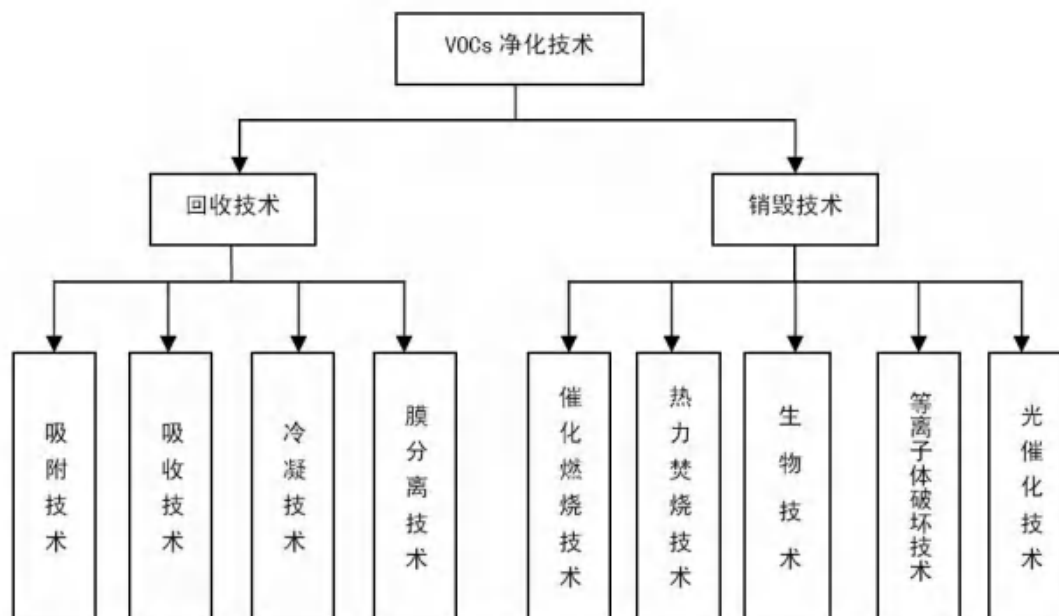 VOCs 净化技术
回收技术
销毁技术
吸附技术
吸收技术
冷凝技术
膜分离技术
催化燃烧技术
热力焚烧技术
生物技术
等离子体破坏技术
光催化技术